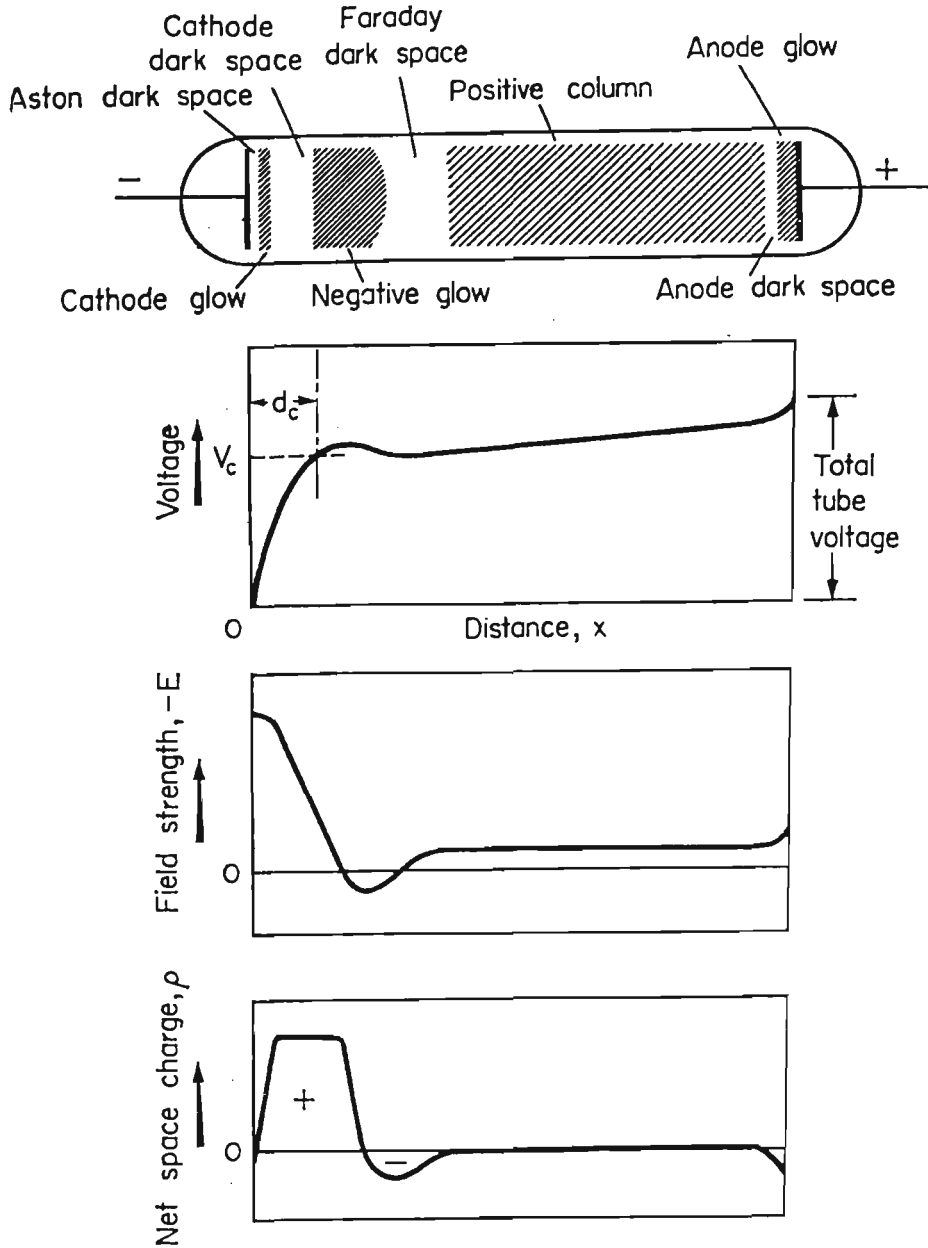 Cathode
dark space
Faraday
dark space
Anode glow
Aston dark space
Positive column
−
+
Cathode glow
Negative glow
Anode dark space
Voltage
d_c
V_c
Total
tube
voltage
O
Distance, x
Field strength, −E
O
Net space charge, ρ
+
O
−